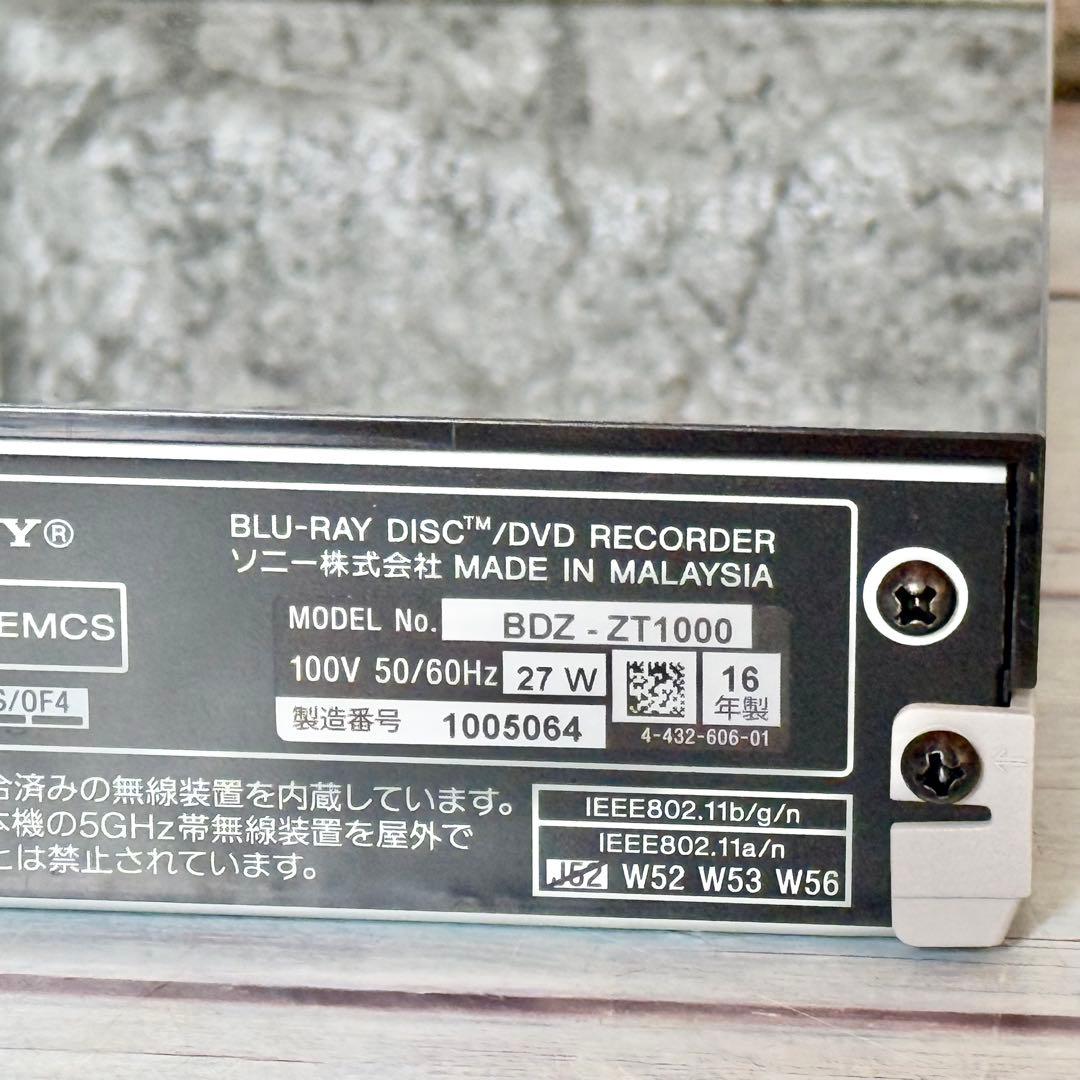 Y®
BLU-RAY DISC™/DVD RECORDER
ソニー株式会社 MADE IN MALAYSIA
EMCS
MODEL No. BDZ - ZT1000
100V 50/60Hz 27 W
16年製
S/0F4
製造番号 1005064
4-432-606-01
合済みの無線装置を内蔵しています。
本機の5GHz帯無線装置を屋外で
とは禁止されています。
IEEE802.11b/g/n
IEEE802.11a/n
J52 W52 W53 W56